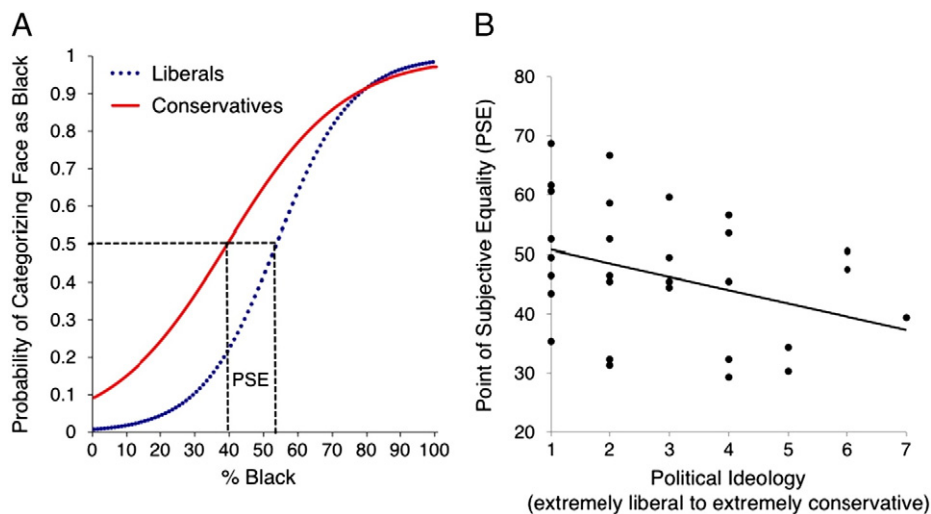 A
Probability of Categorizing Face as Black
1
0.9
0.8
0.7
0.6
0.5
0.4
0.3
0.2
0.1
0
Liberals
Conservatives
PSE
0 10 20 30 40 50 60 70 80 90 100
% Black
B
Point of Subjective Equality (PSE)
80
70
60
50
40
30
20
1 2 3 4 5 6 7
Political Ideology
(extremely liberal to extremely conservative)